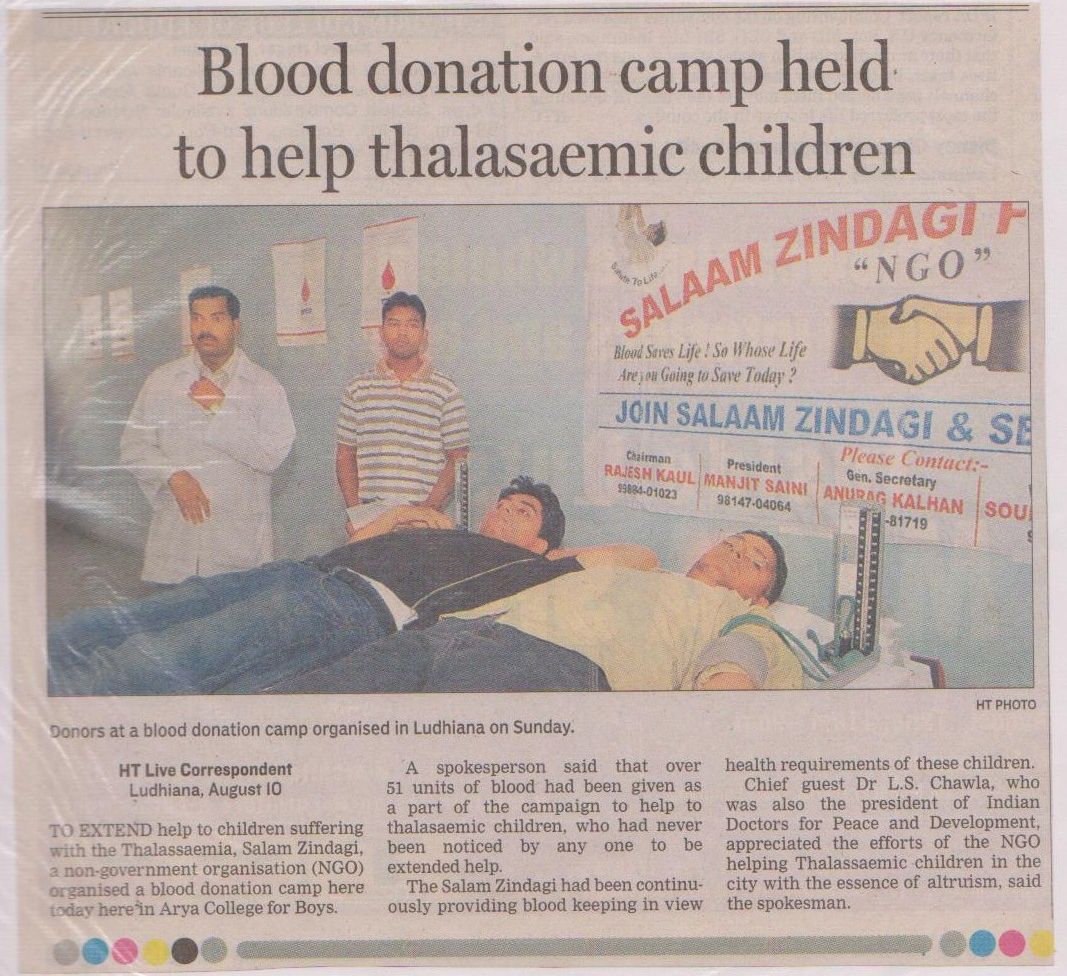 Blood donation camp held
to help thalasaemic children
Salute To Life
SALAAM ZINDAGI F
"NGO"
Blood Saves Life ! So Whose Life
Are you Going to Save Today ?
JOIN SALAAM ZINDAGI & SE
Please Contact:-
Chairman
RAJESH KAUL
99884-01023
President
MANJIT SAINI
98147-04064
Gen. Secretary
ANURAG KALHAN
-81719
SOU
HT PHOTO
Donors at a blood donation camp organised in Ludhiana on Sunday.
HT Live Correspondent
Ludhiana, August 10
TO EXTEND help to children suffering
with the Thalassaemia, Salam Zindagi,
a non-government organisation (NGO)
organised a blood donation camp here
today here in Arya College for Boys.
A spokesperson said that over
51 units of blood had been given as
a part of the campaign to help to
thalasaemic children, who had never
been noticed by any one to be
extended help.
The Salam Zindagi had been continu-
ously providing blood keeping in view
health requirements of these children.
Chief guest Dr L.S. Chawla, who
was also the president of Indian
Doctors for Peace and Development,
appreciated the efforts of the NGO
helping Thalassaemic children in the
city with the essence of altruism, said
the spokesman.